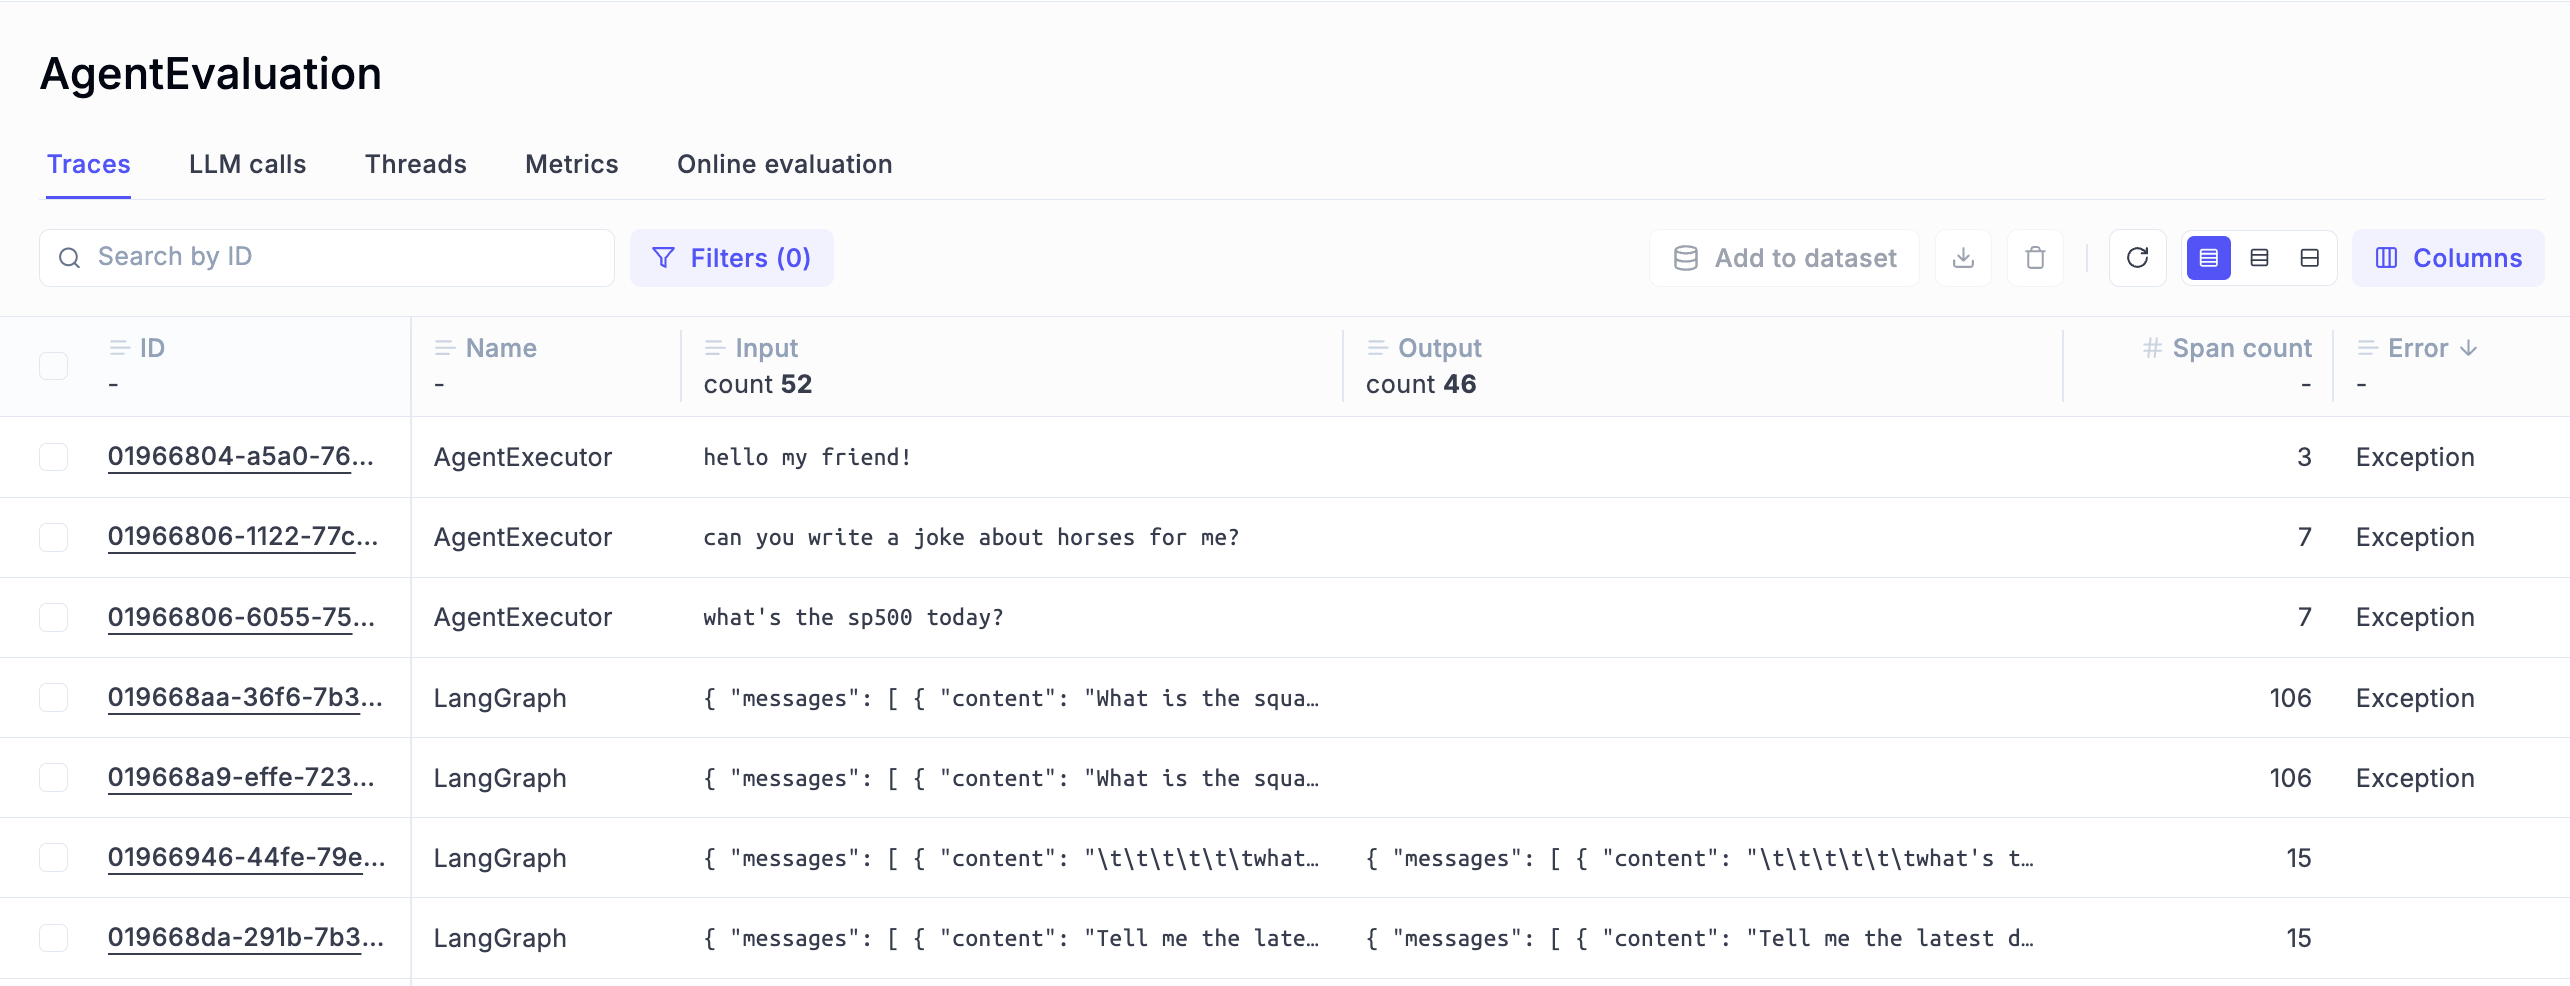 AgentEvaluation
Traces LLM calls Threads Metrics Online evaluation
Search by ID Filters (0) Add to dataset Columns
ID Name Input Output # Span count Error ↓
- - count 52 count 46 - -
01966804-a5a0-76... AgentExecutor hello my friend! 3 Exception
01966806-1122-77c... AgentExecutor can you write a joke about horses for me? 7 Exception
01966806-6055-75... AgentExecutor what's the sp500 today? 7 Exception
019668aa-36f6-7b3... LangGraph { "messages": [ { "content": "What is the squa… 106 Exception
019668a9-effe-723... LangGraph { "messages": [ { "content": "What is the squa… 106 Exception
01966946-44fe-79e... LangGraph { "messages": [ { "content": "\t\t\t\t\t\twhat… { "messages": [ { "content": "\t\t\t\t\t\twhat's t… 15
019668da-291b-7b3... LangGraph { "messages": [ { "content": "Tell me the late… { "messages": [ { "content": "Tell me the latest d… 15